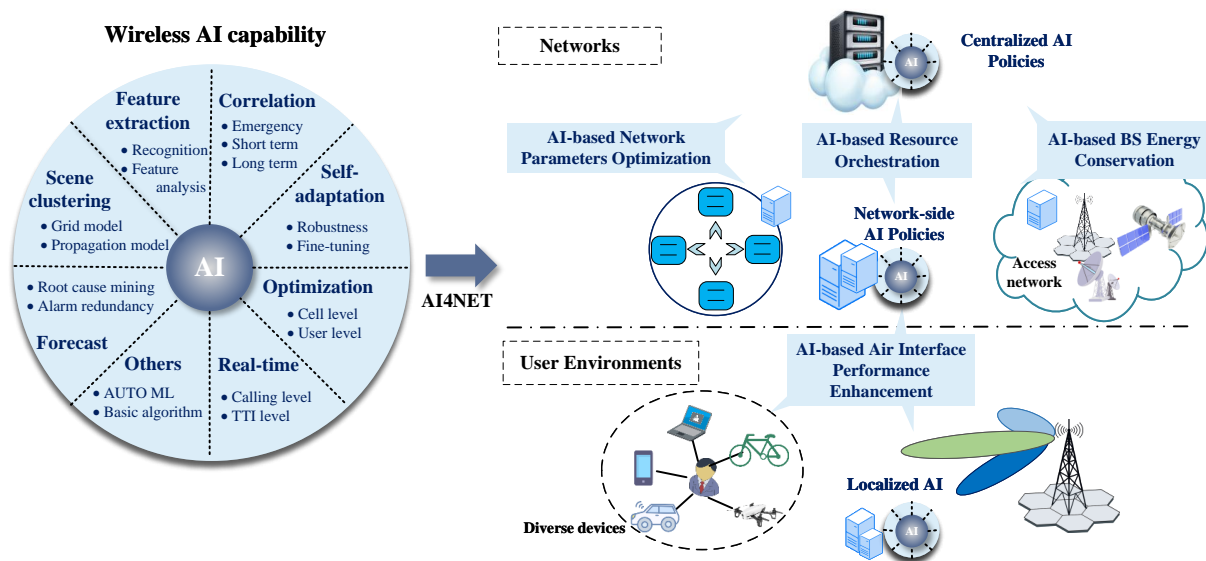 Wireless AI capability
Feature
extraction
• Recognition
• Feature
analysis
Correlation
• Emergency
• Short term
• Long term
Self-
adaptation
• Robustness
• Fine-tuning
Scene
clustering
• Grid model
• Propagation model
AI
• Root cause mining
• Alarm redundancy
Forecast
Optimization
• Cell level
• User level
Others
• AUTO ML
• Basic algorithm
Real-time
• Calling level
• TTI level
AI4NET
Networks
AI
Centralized AI
Policies
AI-based Network
Parameters Optimization
AI-based Resource
Orchestration
AI-based BS Energy
Conservation
Network-side
AI Policies
AI
Access
network
User Environments
AI-based Air Interface
Performance
Enhancement
Diverse devices
Localized AI
AI